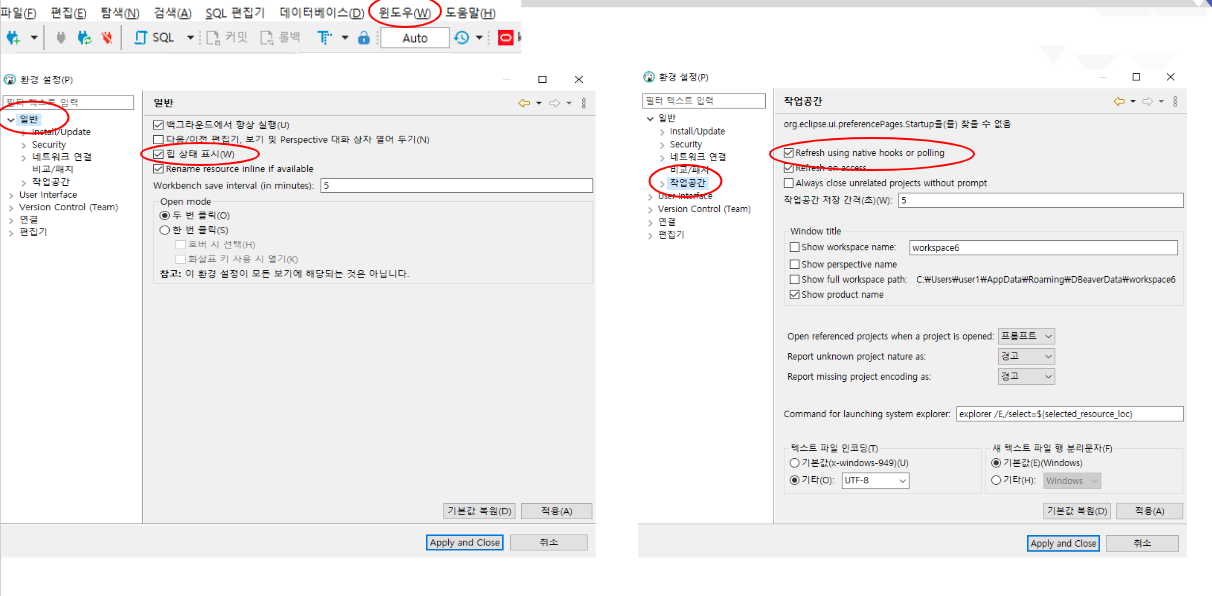 파일(F) 편집(E) 탐색(N) 검색(A) SQL 편집기 데이터베이스(D) 윈도우(W) 도움말(H)
SQL 커밋 롤백 Auto
환경 설정(P)
필터 텍스트 입력
일반
Install/Update
Security
네트워크 연결
비교/패치
작업공간
User Interface
Version Control (Team)
연결
편집기
일반
백그라운드에서 항상 실행(U)
다음/이전 편집기, 보기 및 Perspective 대화 상자 열어 두기(N)
힙 상태 표시(W)
Rename resource inline if available
Workbench save interval (in minutes): 5
Open mode
두 번 클릭(O)
한 번 클릭(S)
호버 시 선택(H)
화살표 키 사용 시 열기(K)
참고: 이 환경 설정이 모든 보기에 해당되는 것은 아닙니다.
기본값 복원(D) 적용(A)
Apply and Close 취소
환경 설정(P)
필터 텍스트 입력
일반
Install/Update
Security
네트워크 연결
비교/패치
작업공간
User Interface
Version Control (Team)
연결
편집기
작업공간
org.eclipse.ui.preferencePages.Startup을(를) 찾을 수 없음
Refresh using native hooks or polling
Refresh on access
Always close unrelated projects without prompt
작업공간 저장 간격(초)(W): 5
Window title
Show workspace name: workspace6
Show perspective name
Show full workspace path: C:₩Users₩user1₩AppData₩Roaming₩DBeaverData₩workspace6
Show product name
Open referenced projects when a project is opened: 프롬프트
Report unknown project nature as: 경고
Report missing project encoding as: 경고
Command for launching system explorer: explorer /E,/select=${selected_resource_loc}
텍스트 파일 인코딩(T)
기본값(x-windows-949)(U)
기타(O): UTF-8
새 텍스트 파일 행 분리문자(F)
기본값(E)(Windows)
기타(H): Windows
기본값 복원(D) 적용(A)
Apply and Close 취소